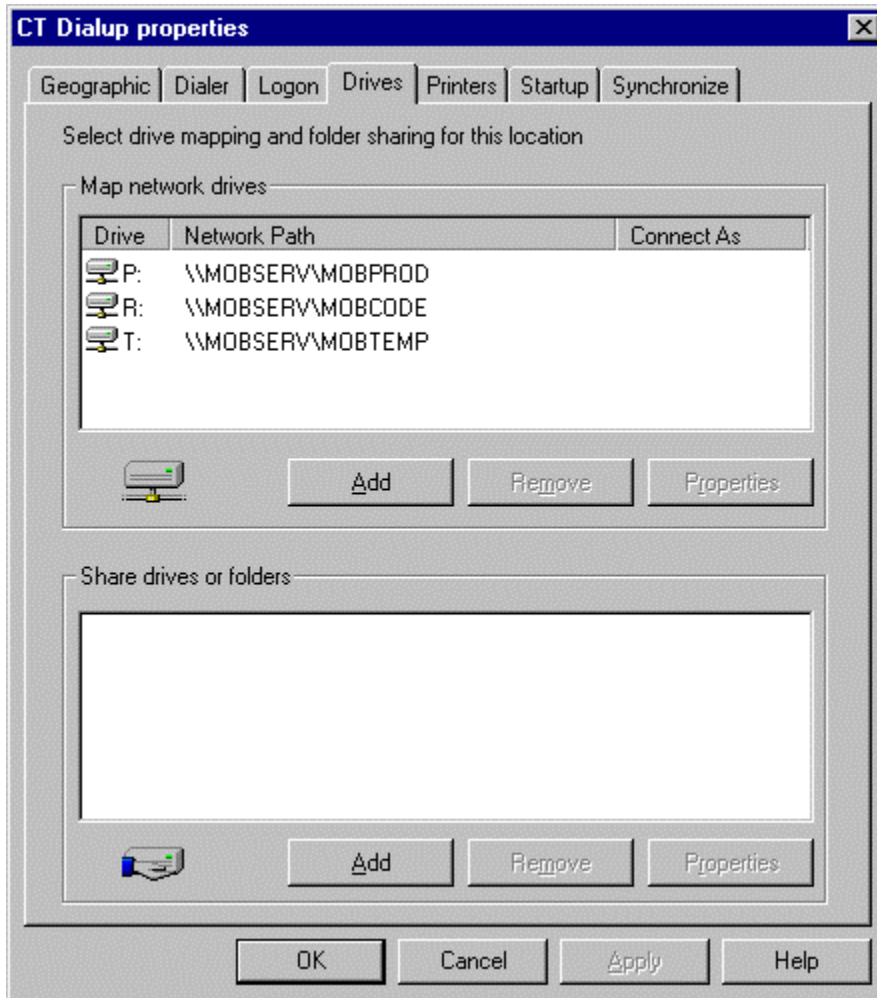 CT Dialup properties
Geographic Dialer Logon Drives Printers Startup Synchronize
Select drive mapping and folder sharing for this location
Map network drives
Drive Network Path Connect As
P: \\MOBSERV\MOBPROD
R: \\MOBSERV\MOBCODE
T: \\MOBSERV\MOBTEMP
Add Remove Properties
Share drives or folders
Add Remove Properties
OK Cancel Apply Help